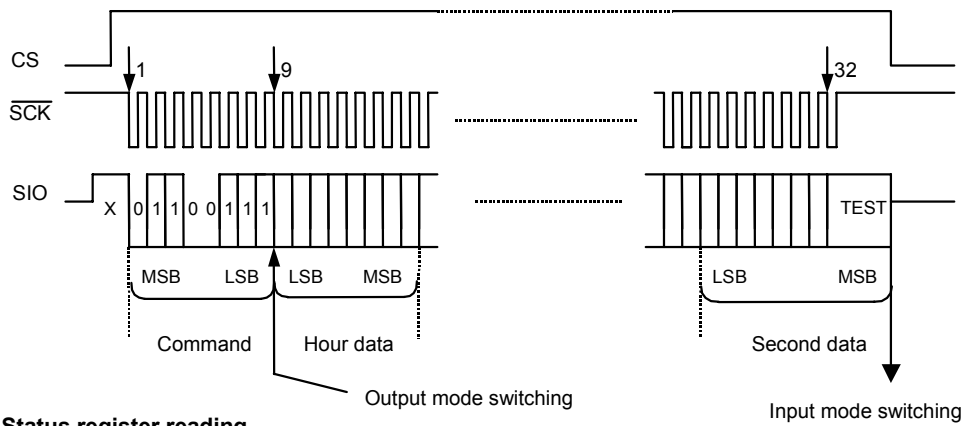 CS
1
9
32
SCK
SIO
X 0 1 1 0 0 1 1 1
TEST
MSB LSB LSB MSB
LSB MSB
Command Hour data
Second data
Output mode switching
Input mode switching
Status register reading